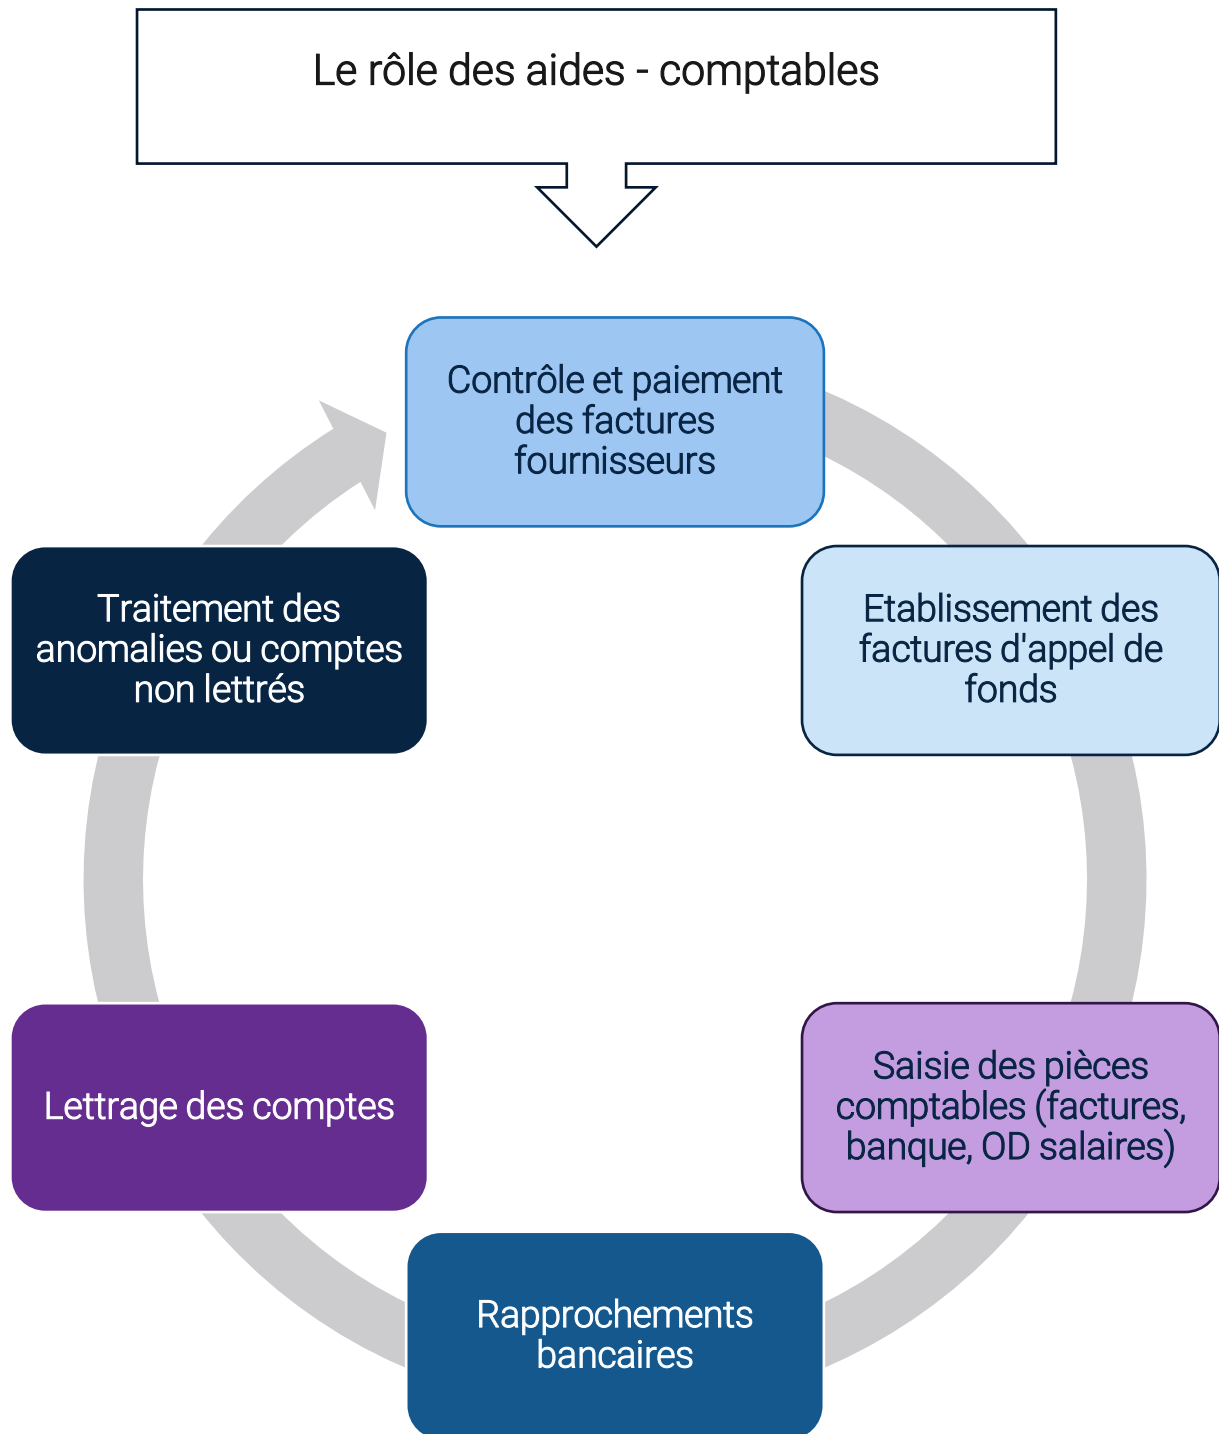 Le rôle des aides - comptables
Contrôle et paiement
des factures
fournisseurs
Etablissement des
factures d'appel de
fonds
Saisie des pièces
comptables (factures,
banque, OD salaires)
Rapprochements
bancaires
Lettrage des comptes
Traitement des
anomalies ou comptes
non lettrés